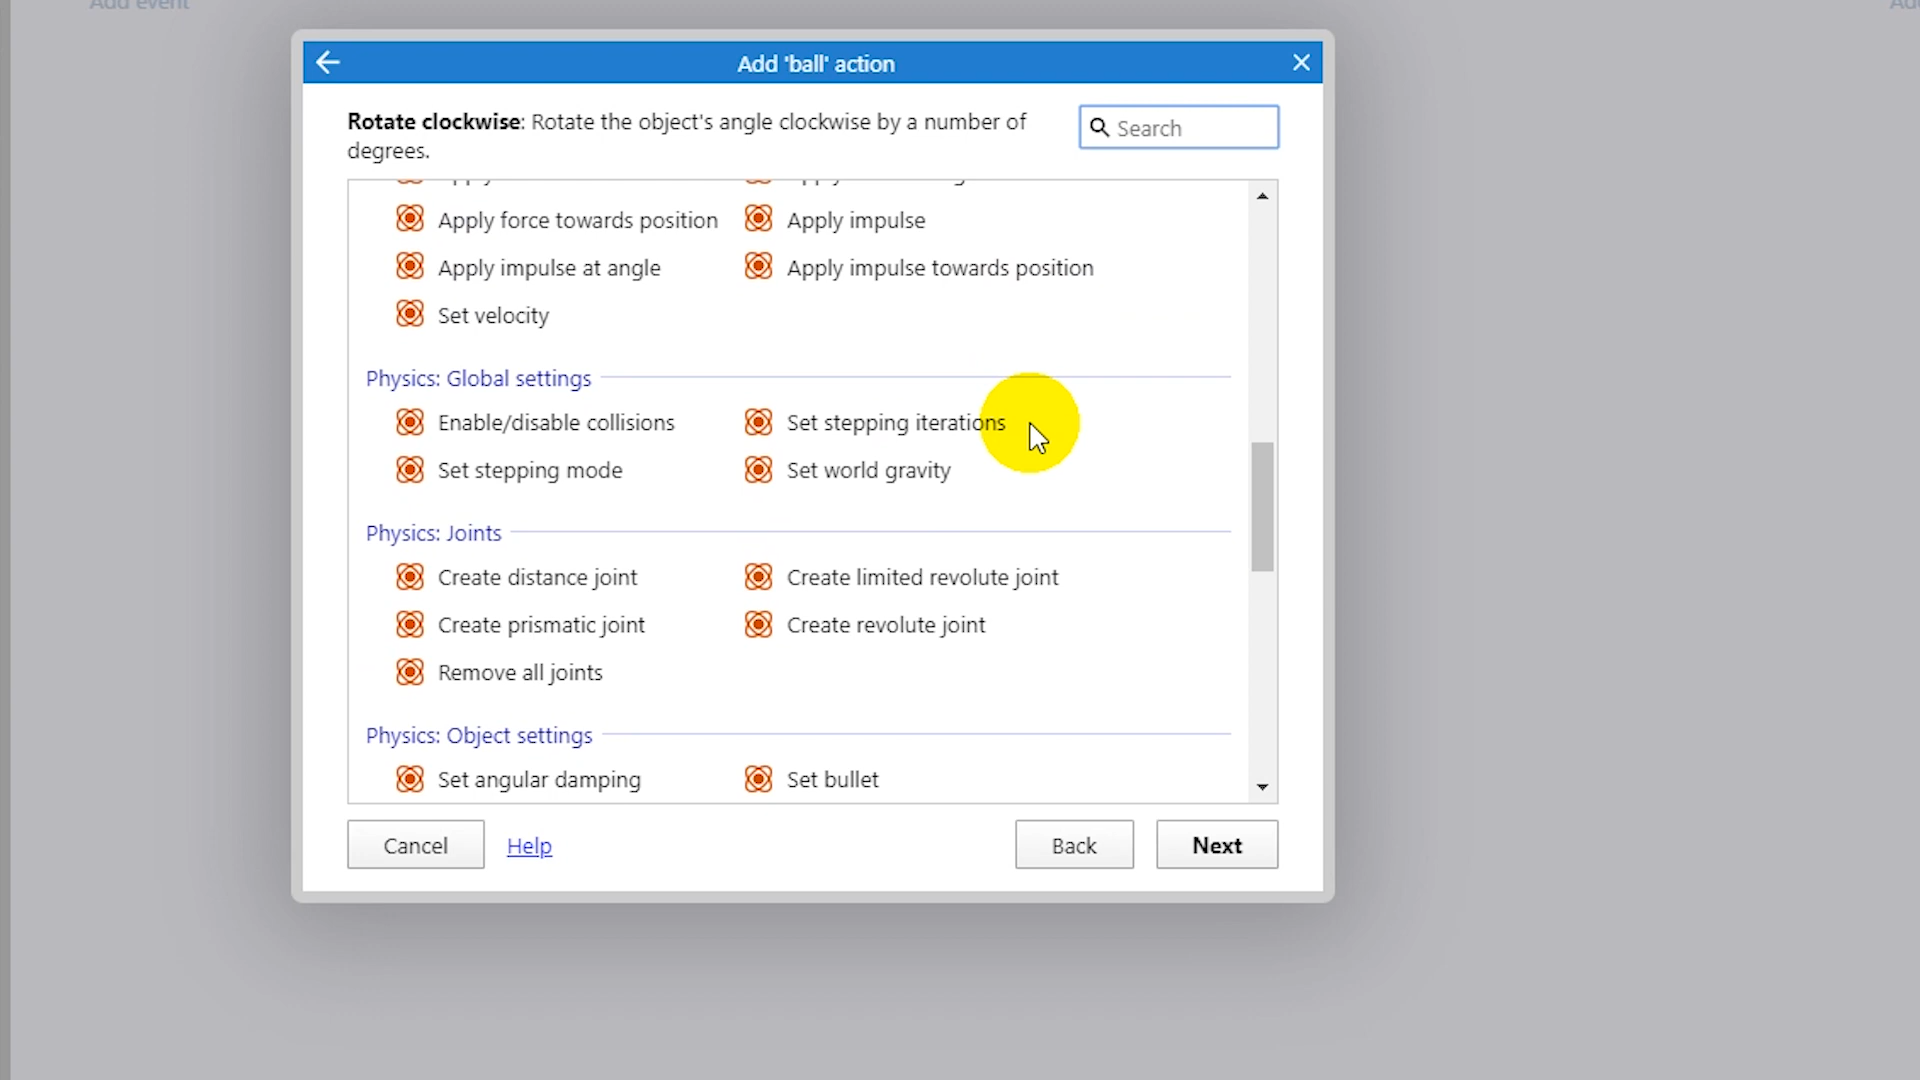 Add event
Add 'ball' action
Rotate clockwise: Rotate the object's angle clockwise by a number of
degrees.
Search
Apply force towards position
Apply impulse
Apply impulse at angle
Apply impulse towards position
Set velocity
Physics: Global settings
Enable/disable collisions
Set stepping iterations
Set stepping mode
Set world gravity
Physics: Joints
Create distance joint
Create limited revolute joint
Create prismatic joint
Create revolute joint
Remove all joints
Physics: Object settings
Set angular damping
Set bullet
Cancel
Help
Back
Next